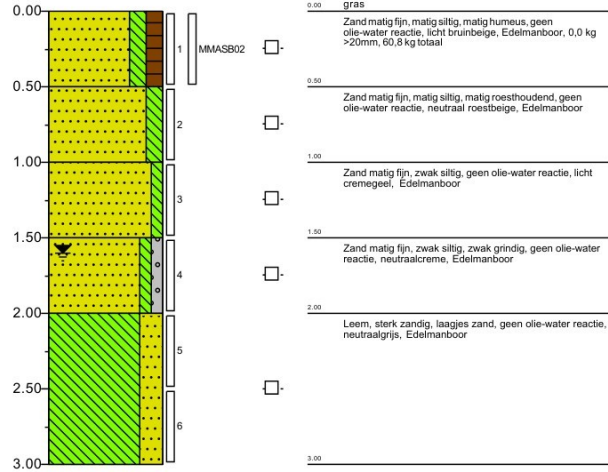 gras
0.00
0.00
Zand matig fijn, matig siltig, matig humeus, geen
olie-water reactie, licht bruinbeige, Edelmanboor, 0,0 kg
>20mm, 60,8 kg totaal
1
MMASB02
0.50
0.50
Zand matig fijn, matig siltig, matig roesthoudend, geen
olie-water reactie, neutraal roestbeige, Edelmanboor
2
1.00
1.00
Zand matig fijn, zwak siltig, geen olie-water reactie, licht
cremegeel, Edelmanboor
3
1.50
1.50
Zand matig fijn, zwak siltig, zwak grindig, geen olie-water
reactie, neutraalcreme, Edelmanboor
4
2.00
2.00
Leem, sterk zandig, laagjes zand, geen olie-water reactie,
neutraalgrijs, Edelmanboor
5
2.50
6
3.00
3.00